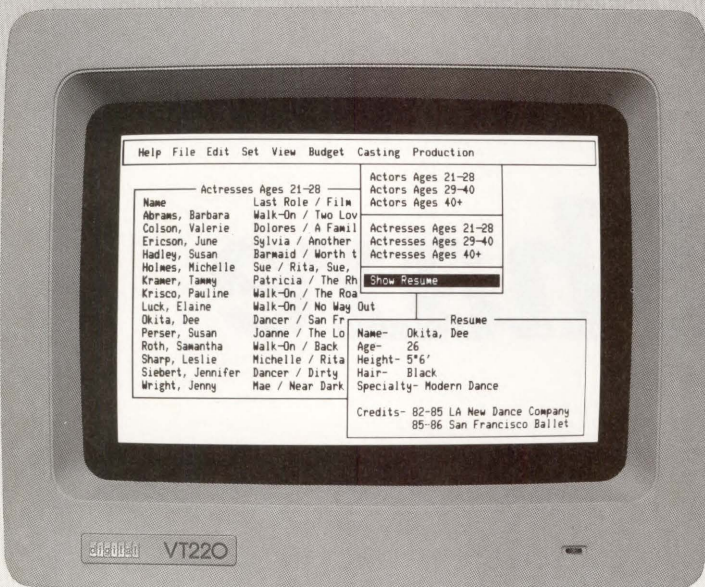 Help File Edit Set View Budget Casting Production
Actors Ages 21-28
Actors Ages 29-40
Actors Ages 40+
Actresses Ages 21-28
Actresses Ages 29-40
Actresses Ages 40+
Show Resume
Actresses Ages 21-28
Name Last Role / Film
Abrams, Barbara Walk-On / Two Lov
Colson, Valerie Dolores / A Famil
Ericson, June Sylvia / Another
Hadley, Susan Barmaid / Worth t
Holmes, Michelle Sue / Rita, Sue,
Kramer, Tammy Patricia / The Rh
Krisco, Pauline Walk-On / The Roa
Luck, Elaine Walk-On / No Way Out
Okita, Dee Dancer / San Fr
Perser, Susan Joanne / The Lo
Roth, Samantha Walk-On / Back
Sharp, Leslie Michelle / Rita
Siebert, Jennifer Dancer / Dirty
Wright, Jenny Mae / Near Dark
Resume
Name- Okita, Dee
Age- 26
Height- 5"6'
Hair- Black
Specialty- Modern Dance
Credits- 82-85 LA New Dance Company
85-86 San Francisco Ballet
digital VT220